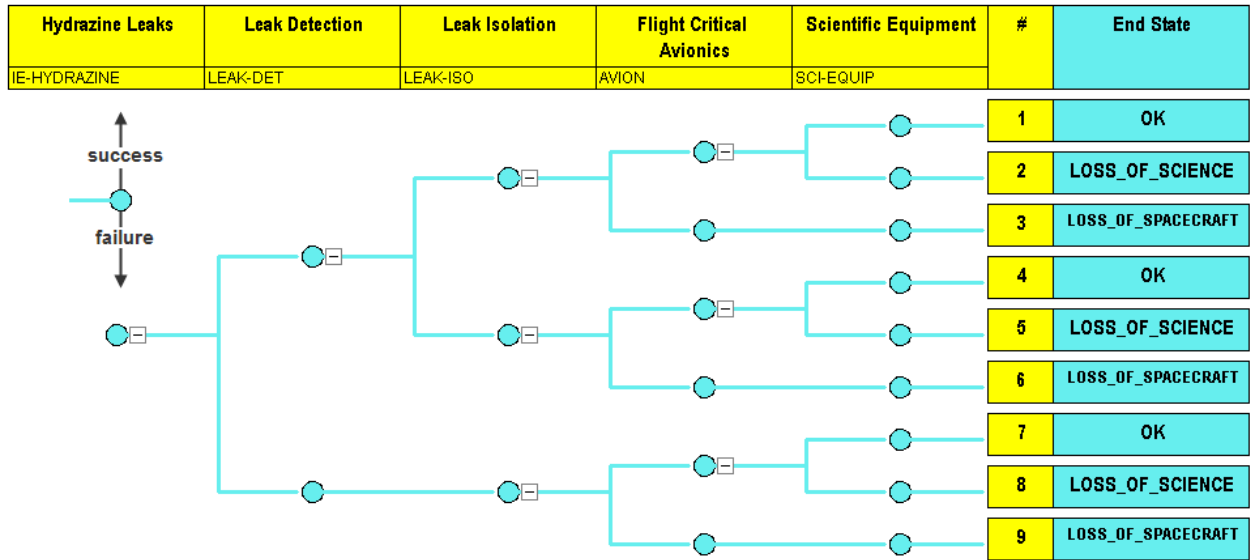 Hydrazine Leaks Leak Detection Leak Isolation Flight Critical Avionics Scientific Equipment # End State
IE-HYDRAZINE LEAK-DET LEAK-ISO AVION SCI-EQUIP
success
failure
1 OK
2 LOSS_OF_SCIENCE
3 LOSS_OF_SPACECRAFT
4 OK
5 LOSS_OF_SCIENCE
6 LOSS_OF_SPACECRAFT
7 OK
8 LOSS_OF_SCIENCE
9 LOSS_OF_SPACECRAFT